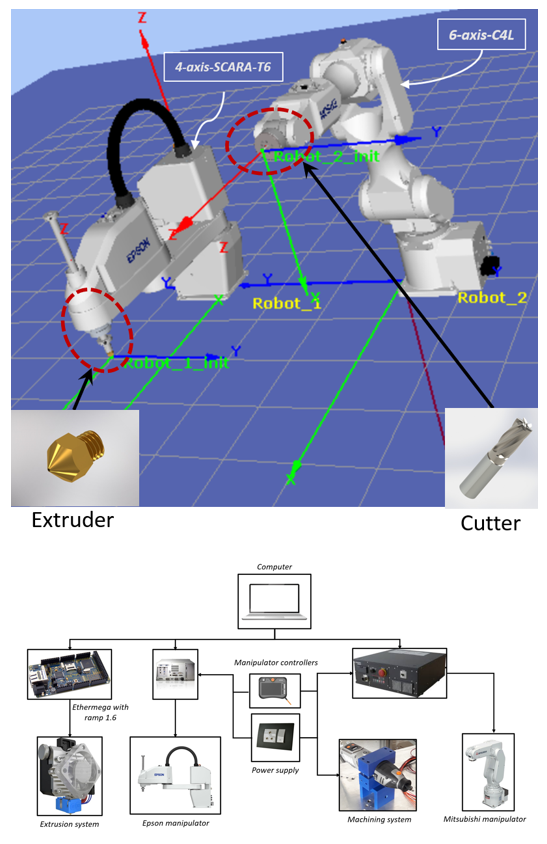 Z
4-axis-SCARA-T6
6-axis-C4L
Y
Robot_2_init
Z
EPSON
Z
Z
Y
Y
Y
X
Robot_1
X
Robot_2
Robot_1_init
Y
X
Extruder
Cutter
Computer
Manipulator controllers
Ethermega with
ramp 1.6
Power supply
EPSON
Extrusion system
Epson manipulator
Machining system
Mitsubishi manipulator